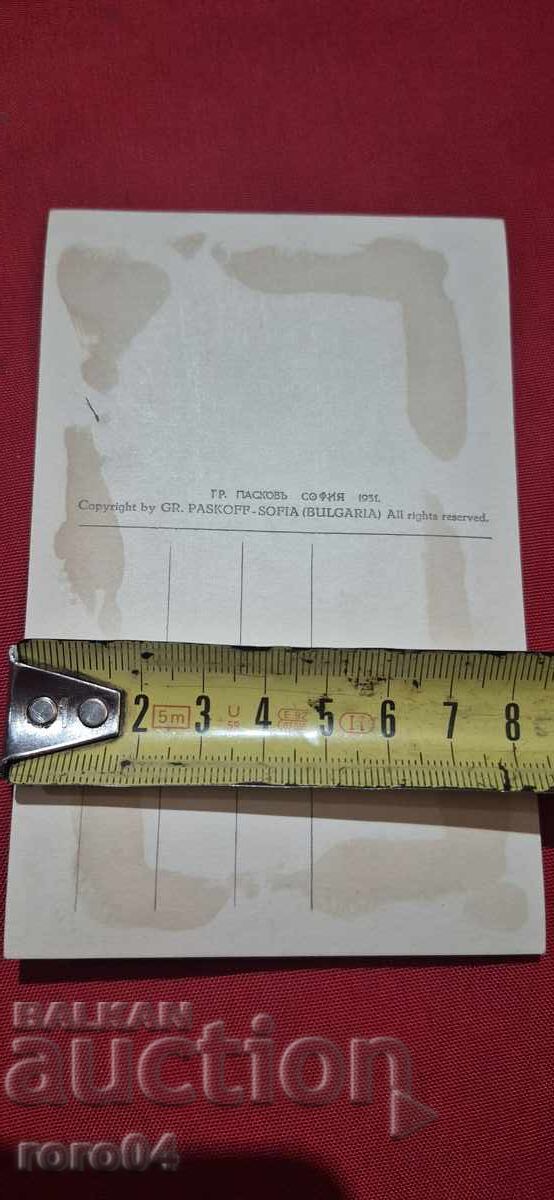 ГР. ПАСКОВЪ СОФИЯ 1931.
Copyright by GR. PASKOFF-SOFIA (BULGARIA) All rights reserved.
2 5m 3 4 5 II 6 7 8
BALKAN
auction
roro04